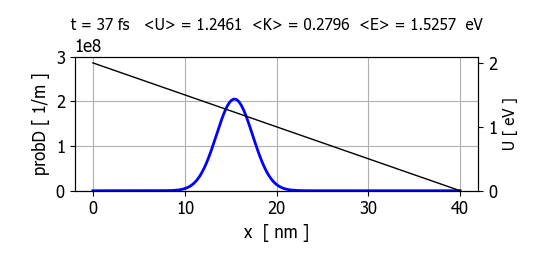 t = 37 fs <U> = 1.2461 <K> = 0.2796 <E> = 1.5257 eV
1e8
3
2
1
0
probD [ 1/m ]
2
1
0
U [ eV ]
0 10 20 30 40
x [ nm ]